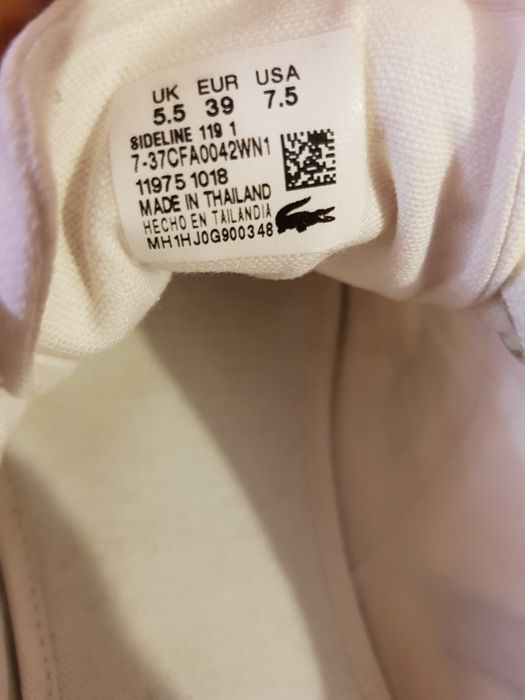 UK EUR USA
5.5 39 7.5
SIDELINE 119 1
7-37CFA0042WN1
11975 1018
MADE IN THAILAND
HECHO EN TAILANDIA
MH1HJ0G900348